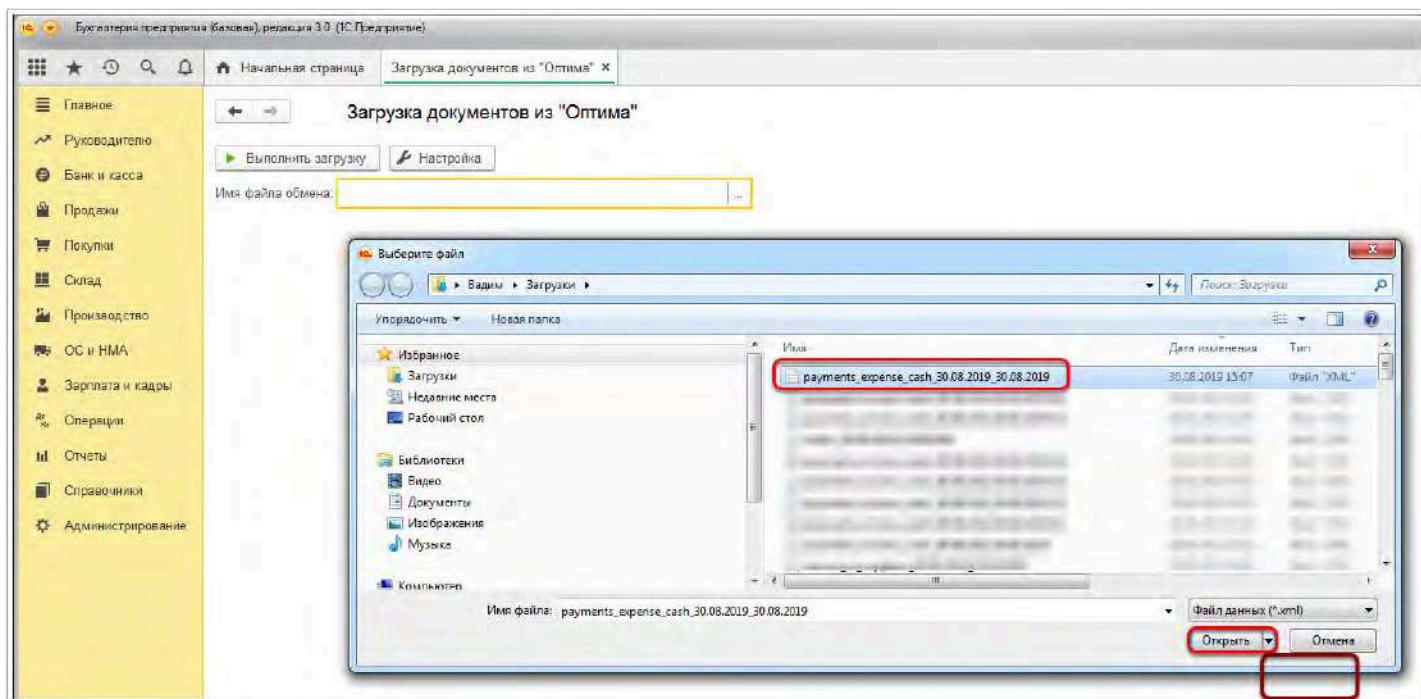 Бухгалтерия предприятия (базовая), редакция 3.0 (1С:Предприятие)
Начальная страница
Загрузка документов из "Оптима" ×
Главное
Руководителю
Банк и касса
Продажи
Покупки
Склад
Производство
ОС и НМА
Зарплата и кадры
Операции
Отчеты
Справочники
Администрирование
Загрузка документов из "Оптима"
Выполнить загрузку
Настройка
Имя файла обмена:
...
Выберите файл
Вадим
Загрузки
Поиск: Загрузки
Упорядочить
Новая папка
Избранное
Загрузки
Недавние места
Рабочий стол
Библиотеки
Видео
Документы
Изображения
Музыка
Компьютер
Имя
Дата изменения
Тип
payments_expense_cash_30.08.2019_30.08.2019
30.08.2019 15:07
Файл "XML"
Имя файла: payments_expense_cash_30.08.2019_30.08.2019
Файл данных (*.xml)
Открыть
Отмена